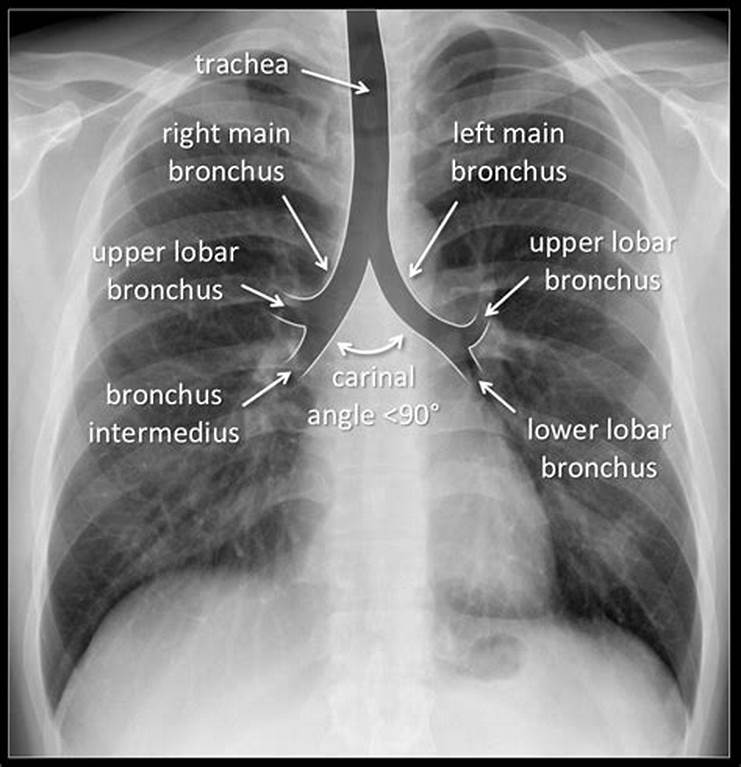 trachea
right main
bronchus
left main
bronchus
upper lobar
bronchus
upper lobar
bronchus
bronchus
intermedius
carinal
angle <90°
lower lobar
bronchus